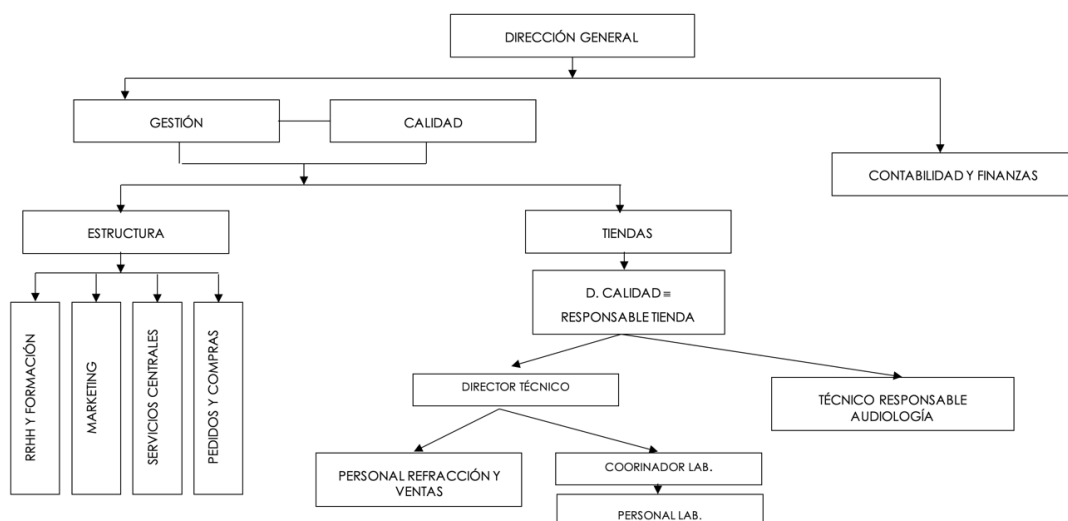 DIRECCIÓN GENERAL
GESTIÓN
CALIDAD
CONTABILIDAD Y FINANZAS
ESTRUCTURA
TIENDAS
D. CALIDAD ≡
RESPONSABLE TIENDA
RRHH Y FORMACIÓN
MARKETING
SERVICIOS CENTRALES
PEDIDOS Y COMPRAS
DIRECTOR TÉCNICO
TÉCNICO RESPONSABLE
AUDIOLOGÍA
PERSONAL REFRACCIÓN Y
VENTAS
COORINADOR LAB.
PERSONAL LAB.